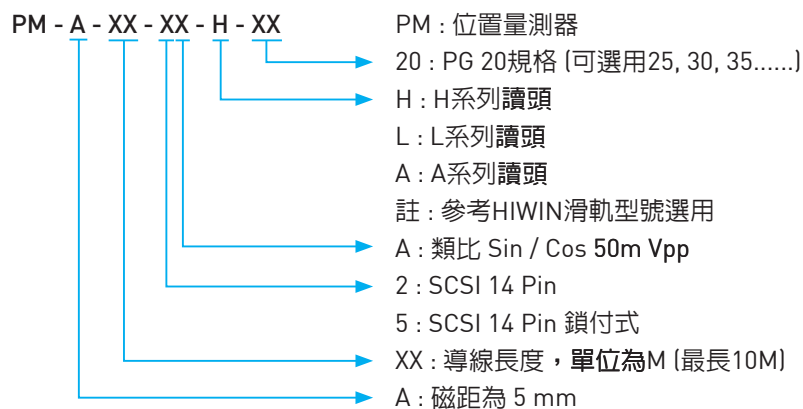 PM - A - XX - XX - H - XX
PM : 位置量測器
20 : PG 20規格 (可選用25, 30, 35......)
H : H系列讀頭
L : L系列讀頭
A : A系列讀頭
註 : 參考HIWIN滑軌型號選用
A : 類比 Sin / Cos 50m Vpp
2 : SCSI 14 Pin
5 : SCSI 14 Pin 鎖付式
XX : 導線長度，單位為M (最長10M)
A : 磁距為 5 mm